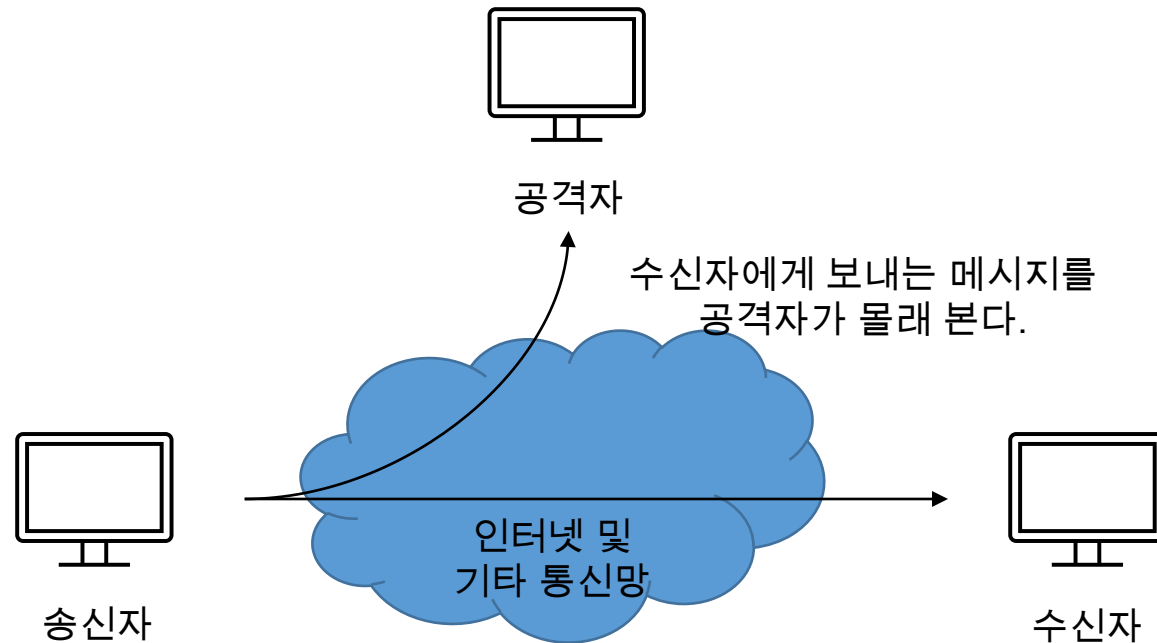 공격자
수신자에게 보내는 메시지를
공격자가 몰래 본다.
인터넷 및
기타 통신망
송신자
수신자